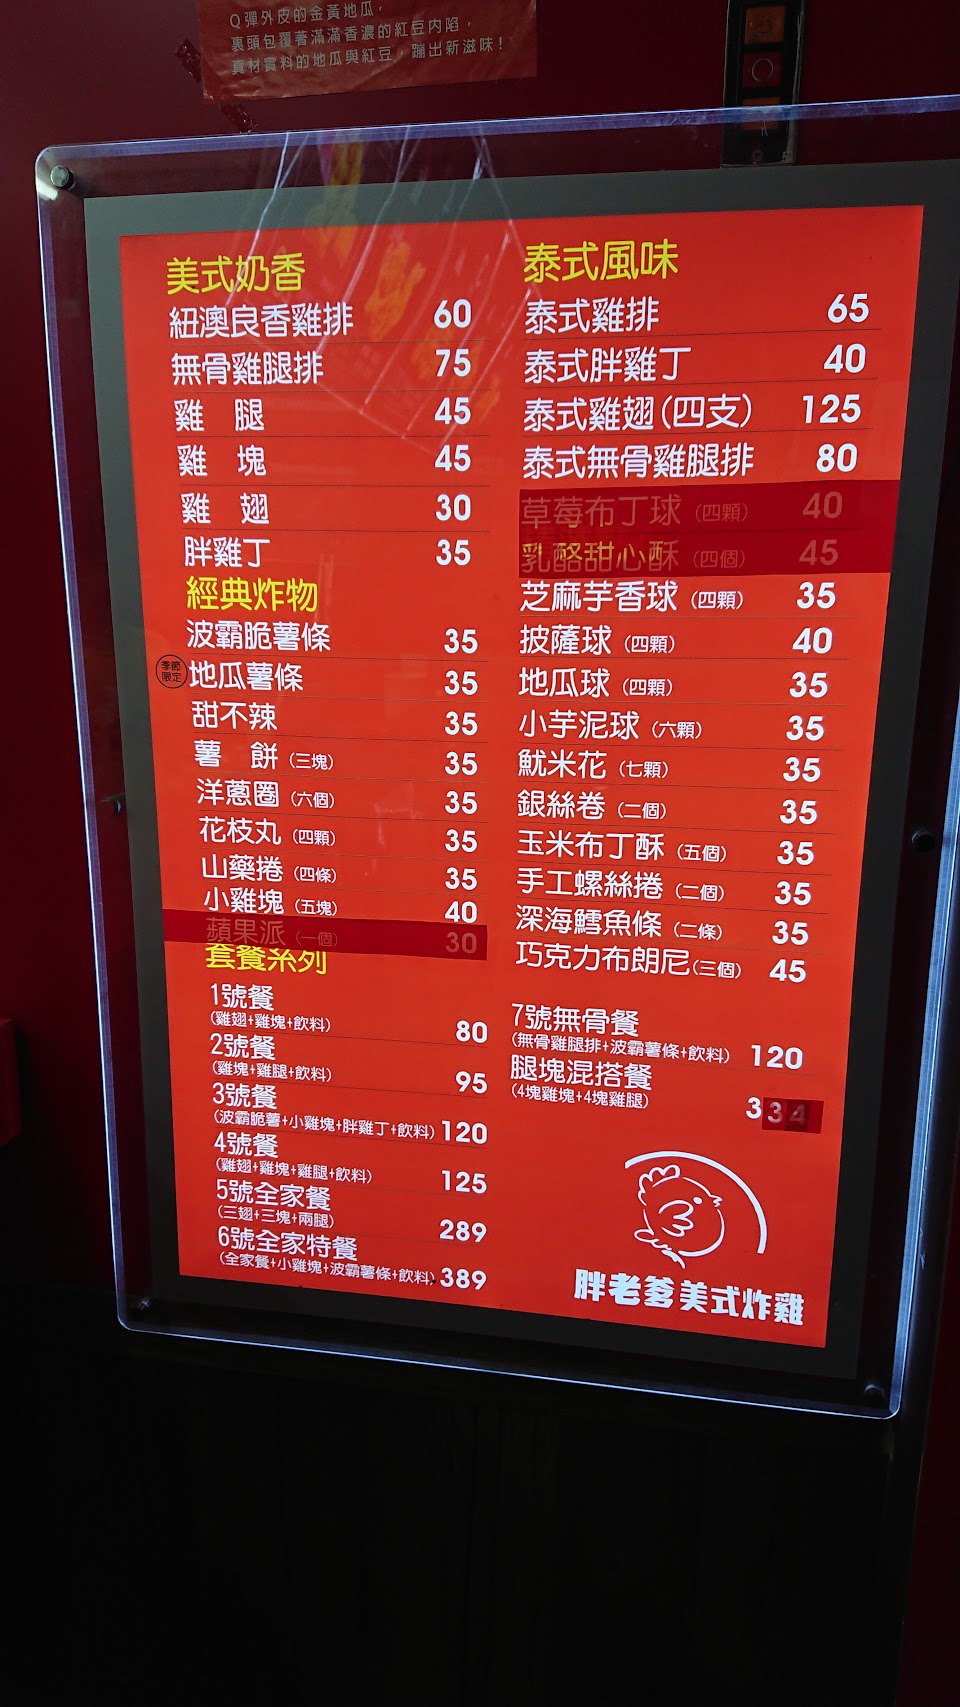 Q彈外皮的金黃地瓜，
裏頭包覆著滿滿香濃的紅豆內陷，
真材實料的地瓜與紅豆，蹦出新滋味！
美式奶香
紐澳良香雞排 60
無骨雞腿排 75
雞 腿 45
雞 塊 45
雞 翅 30
胖雞丁 35
經典炸物
波霸脆薯條 35
季節限定 地瓜薯條 35
甜不辣 35
薯 餅（三塊） 35
洋蔥圈（六個） 35
花枝丸（四顆） 35
山藥捲（四條） 35
小雞塊（五塊） 40
蘋果派（一個） 30
套餐系列
1號餐
（雞翅+雞塊+飲料） 80
2號餐
（雞塊+雞腿+飲料） 95
3號餐
（波霸脆薯+小雞塊+胖雞丁+飲料） 120
4號餐
（雞翅+雞塊+雞腿+飲料） 125
5號全家餐
（三翅+三塊+兩腿） 289
6號全家特餐
（全家餐+小雞塊+波霸薯條+飲料） 389
泰式風味
泰式雞排 65
泰式胖雞丁 40
泰式雞翅（四支） 125
泰式無骨雞腿排 80
草莓布丁球（四顆） 40
乳酪甜心酥（四個） 45
芝麻芋香球（四顆） 35
披薩球（四顆） 40
地瓜球（四顆） 35
小芋泥球（六顆） 35
魷米花（七顆） 35
銀絲卷（二個） 35
玉米布丁酥（五個） 35
手工螺絲捲（二個） 35
深海鱈魚條（二條） 35
巧克力布朗尼（三個） 45
7號無骨餐
（無骨雞腿排+波霸薯條+飲料） 120
腿塊混搭餐
（4塊雞塊+4塊雞腿） 334
胖老爹美式炸雞